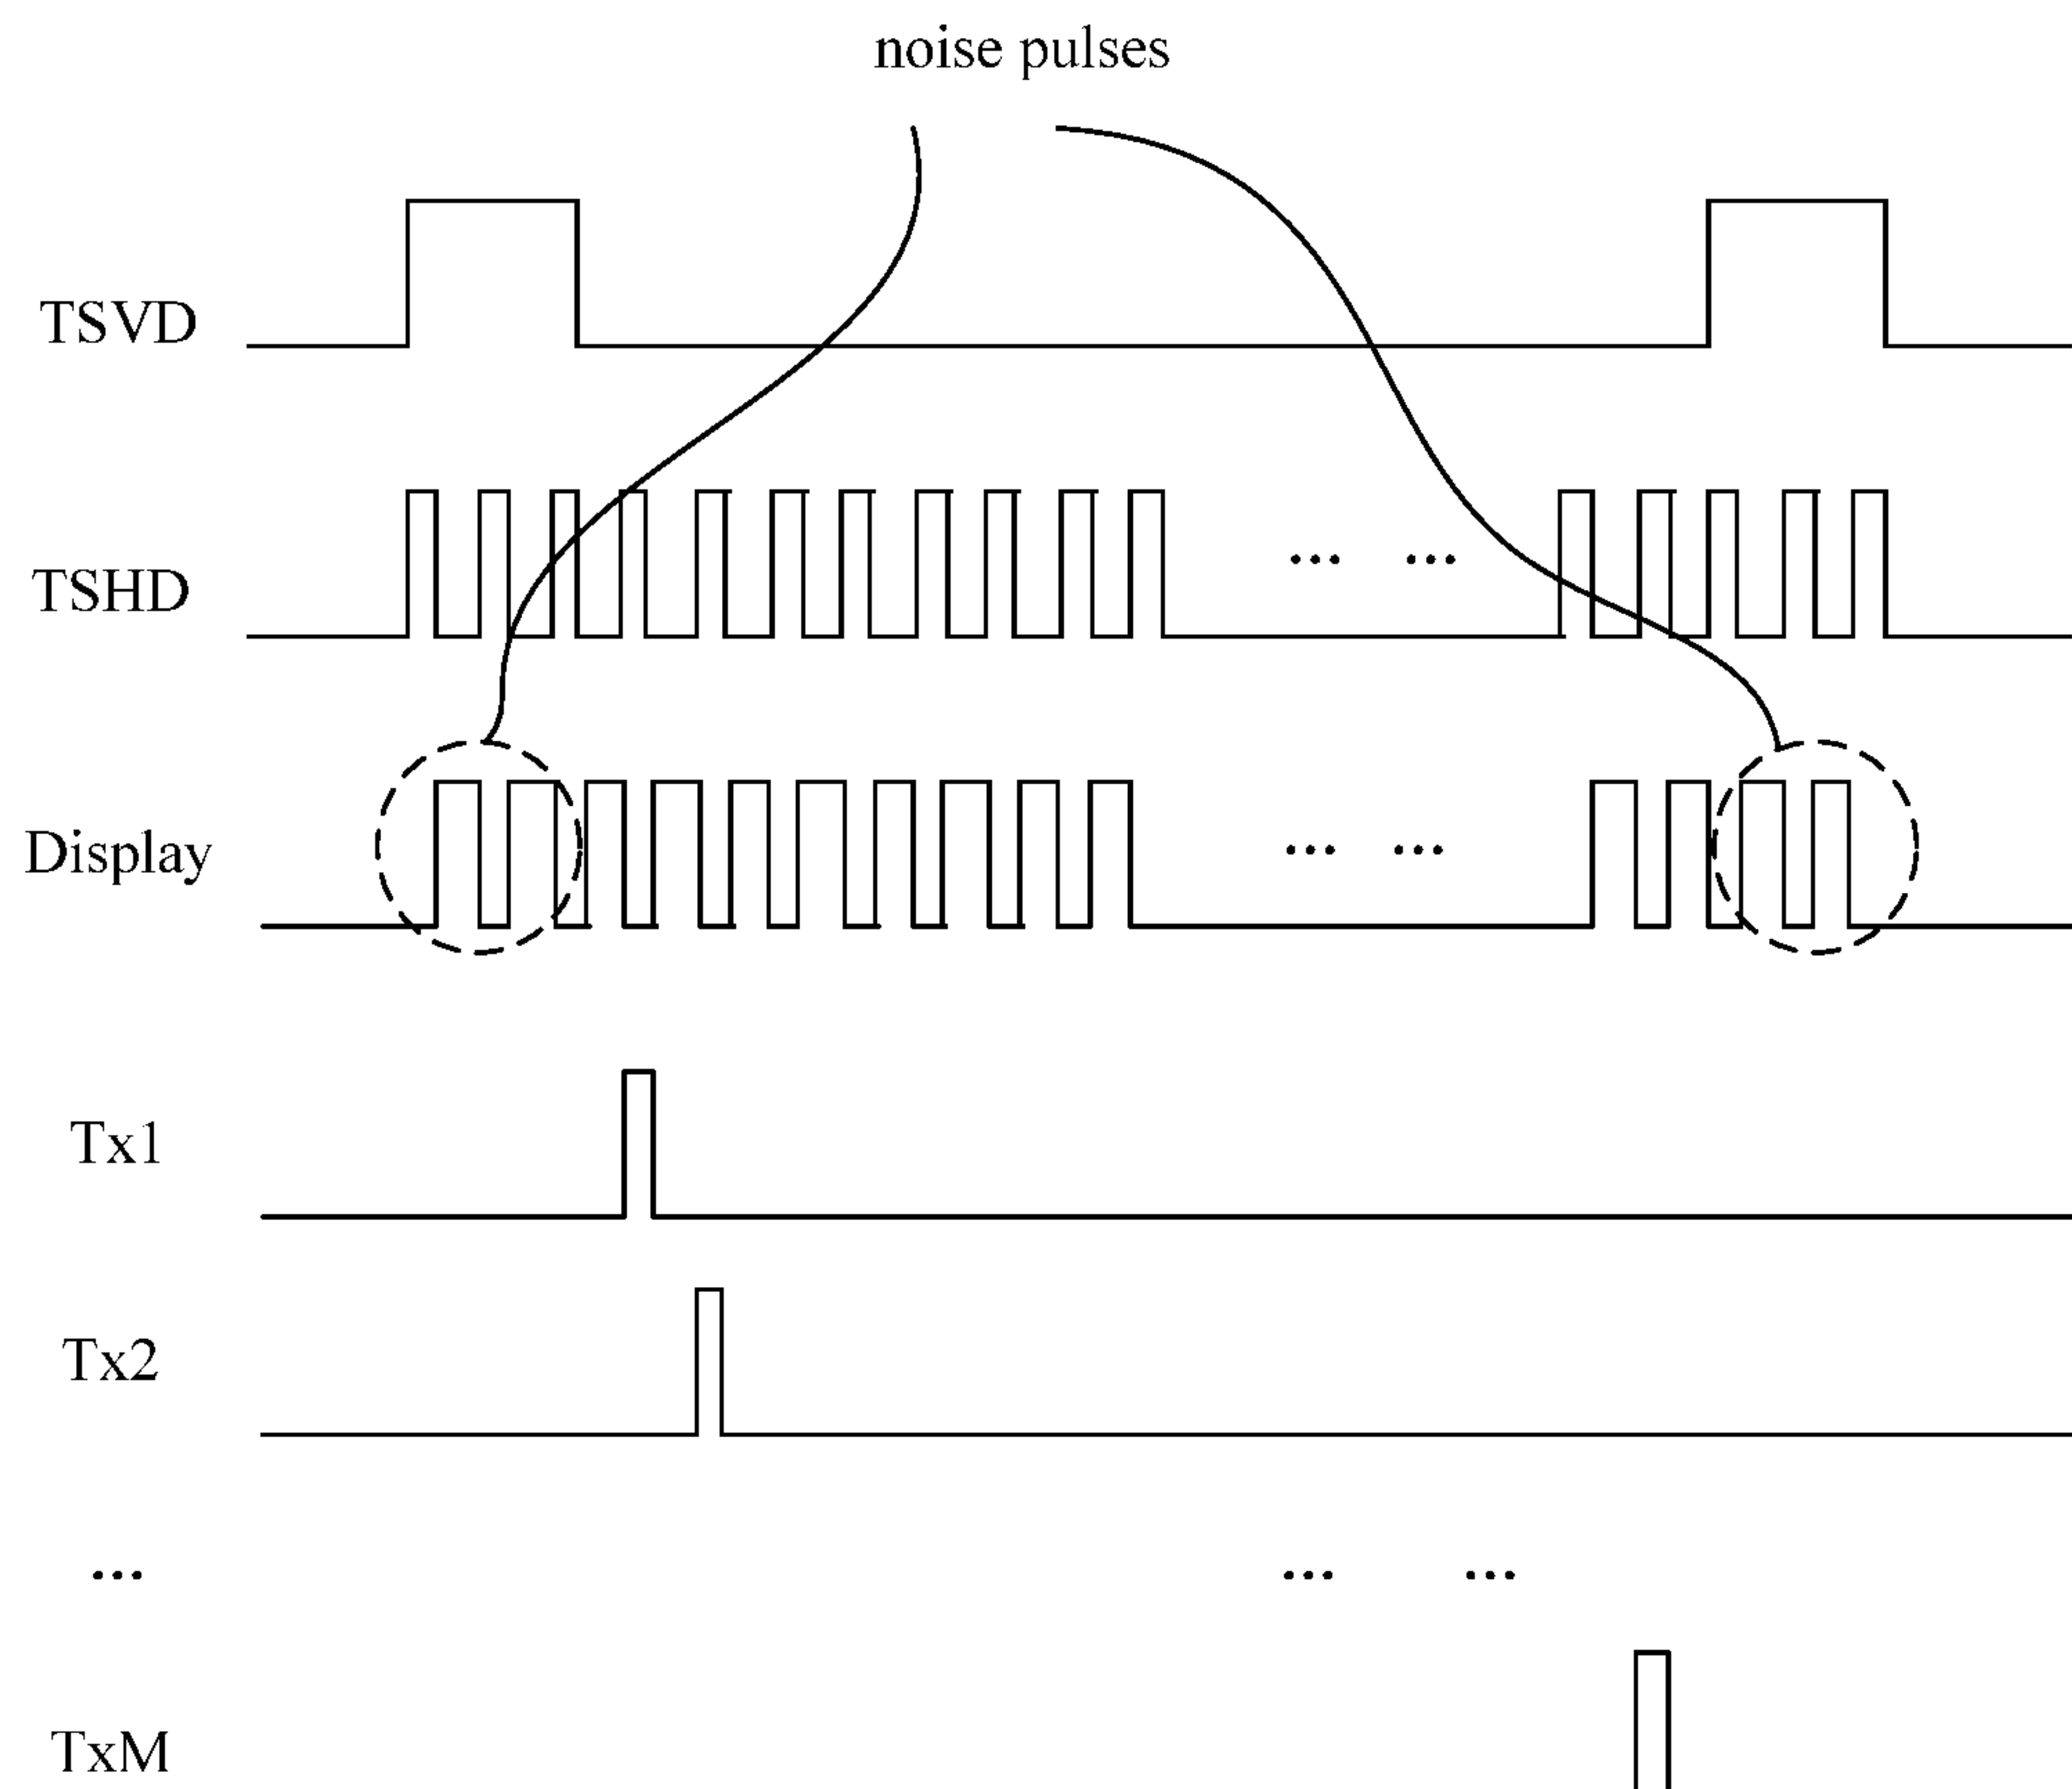 noise pulses
TSVD
TSHD
... ...
Display
... ...
Tx1
Tx2
... ... ...
TxM